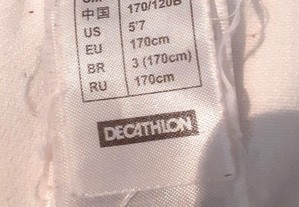 中国 170/120B
US 5'7
EU 170cm
BR 3 (170cm)
RU 170cm
DECATHLON